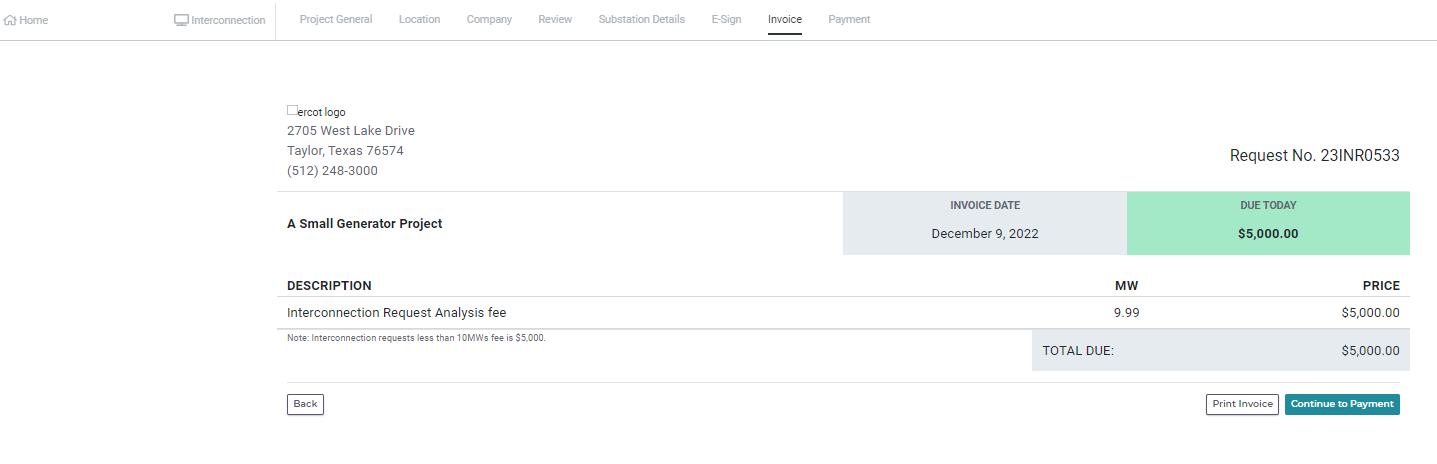 Home
Interconnection
Project General
Location
Company
Review
Substation Details
E-Sign
Invoice
Payment
ercot logo
2705 West Lake Drive
Taylor, Texas 76574
(512) 248-3000
Request No. 23INR0533
A Small Generator Project
INVOICE DATE
December 9, 2022
DUE TODAY
$5,000.00
DESCRIPTION MW PRICE
Interconnection Request Analysis fee 9.99 $5,000.00
Note: Interconnection requests less than 10MWs fee is $5,000.
TOTAL DUE: $5,000.00
Back
Print Invoice
Continue to Payment